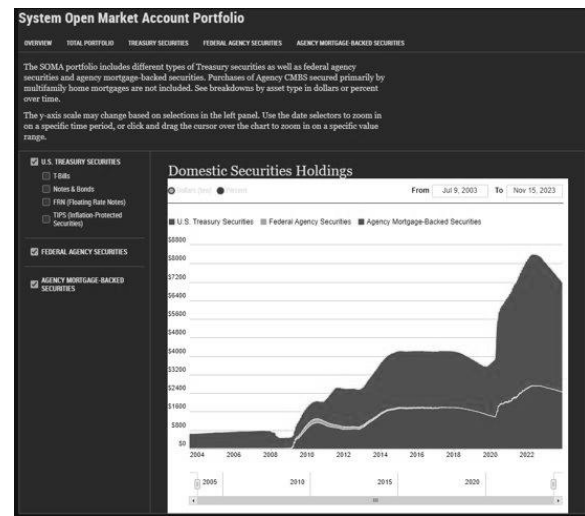 System Open Market Account Portfolio
OVERVIEW TOTAL PORTFOLIO TREASURY SECURITIES FEDERAL AGENCY SECURITIES AGENCY MORTGAGE-BACKED SECURITIES
The SOMA portfolio includes different types of Treasury securities as well as federal agency
securities and agency mortgage-backed securities. Purchases of Agency CMBS secured primarily by
multifamily home mortgages are not included. See breakdowns by asset type in dollars or percent
over time.
The y-axis scale may change based on selections in the left panel. Use the date selectors to zoom in
on a specific time period, or click and drag the cursor over the chart to zoom in on a specific value
range.
U.S. TREASURY SECURITIES
T-Bills
Notes & Bonds
FRN (Floating Rate Notes)
TIPS (Inflation-Protected
Securities)
FEDERAL AGENCY SECURITIES
AGENCY MORTGAGE-BACKED
SECURITIES
Domestic Securities Holdings
Dollars (bn) Percent
From Jul 9, 2003 To Nov 15, 2023
U.S. Treasury Securities Federal Agency Securities Agency Mortgage-Backed Securities
$8800
$8000
$7200
$6400
$5600
$4800
$4000
$3200
$2400
$1600
$800
$0
2004 2006 2008 2010 2012 2014 2016 2018 2020 2022
2005 2010 2015 2020